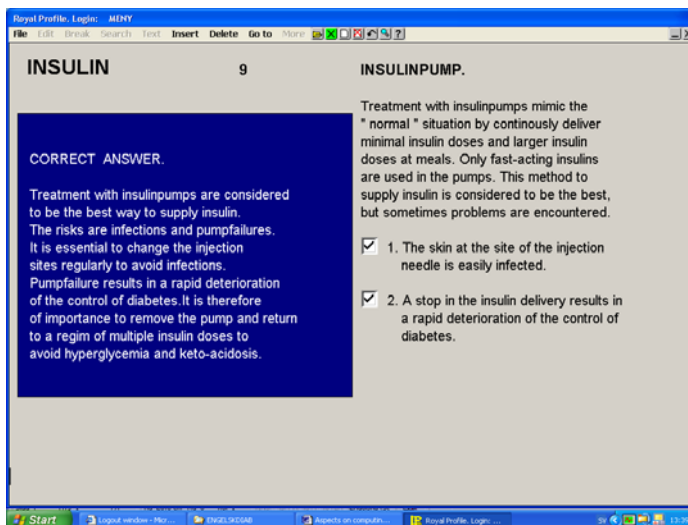 Royal Profile. Login: MENY
File Edit Break Search Text Insert Delete Go to More
INSULIN 9
CORRECT ANSWER.
Treatment with insulinpumps are considered
to be the best way to supply insulin.
The risks are infections and pumpfailures.
It is essential to change the injection
sites regularly to avoid infections.
Pumpfailure results in a rapid deterioration
of the control of diabetes.It is therefore
of importance to remove the pump and return
to a regim of multiple insulin doses to
avoid hyperglycemia and keto-acidosis.
INSULINPUMP.
Treatment with insulinpumps mimic the
" normal " situation by continously deliver
minimal insulin doses and larger insulin
doses at meals. Only fast-acting insulins
are used in the pumps. This method to
supply insulin is considered to be the best,
but sometimes problems are encountered.
1. The skin at the site of the injection
needle is easily infected.
2. A stop in the insulin delivery results in
a rapid deterioration of the control of
diabetes.
Start Logout window - Micr... ENGELSKDIAB Aspects on computin... Royal Profile. Login: ... SV